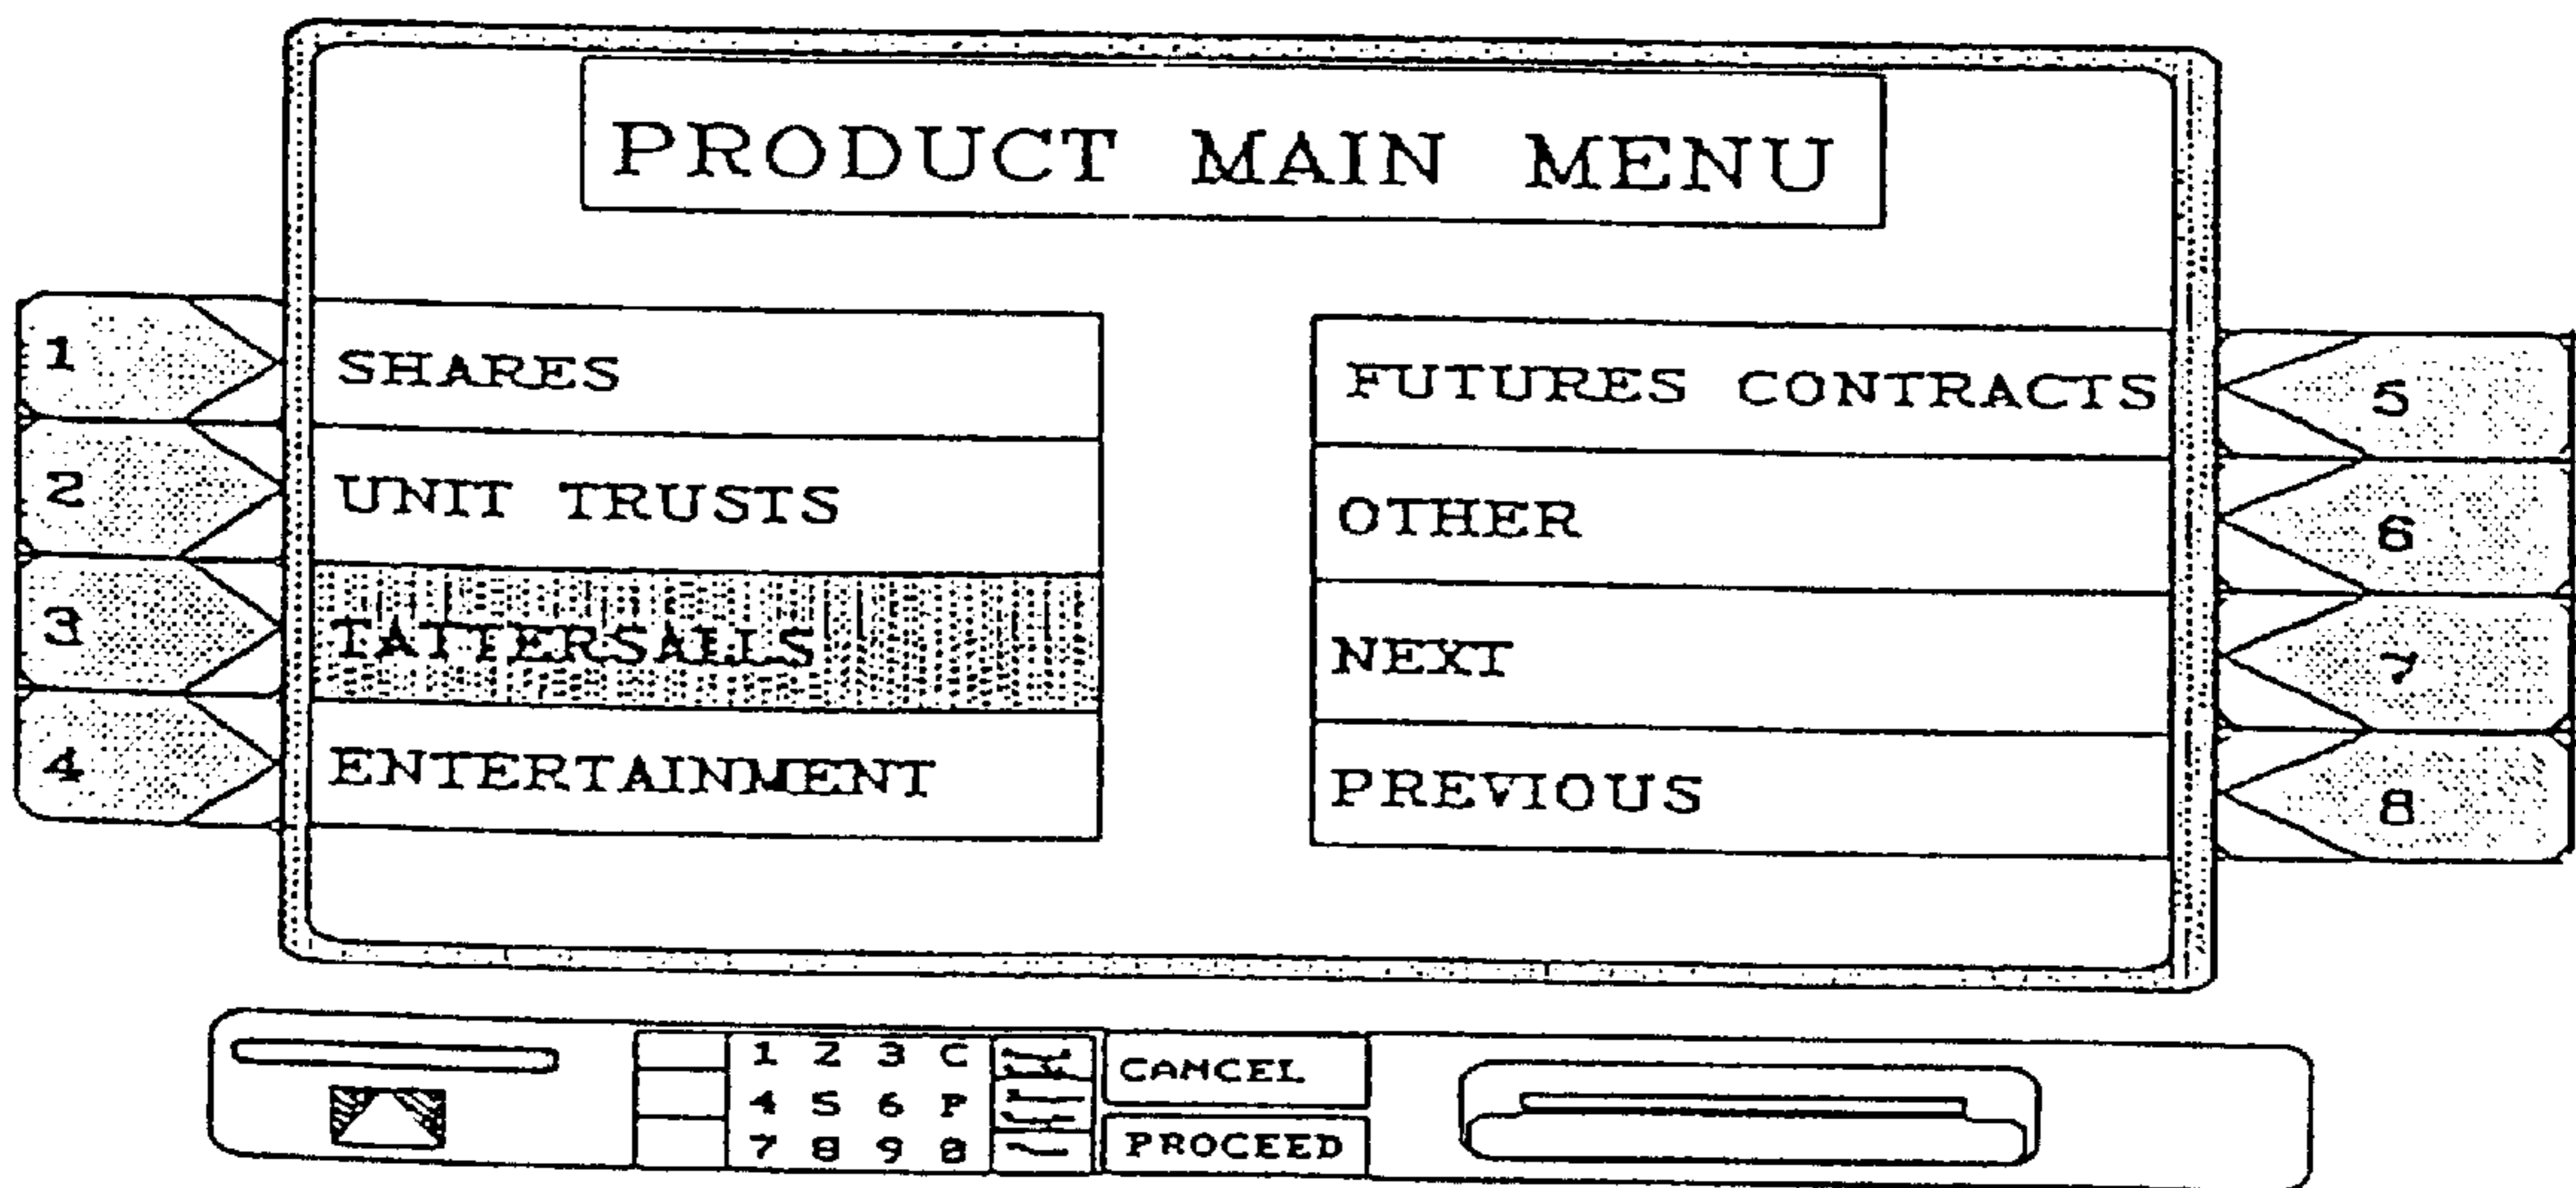 PRODUCT MAIN MENU
1 SHARES
2 UNIT TRUSTS
3 TATTERSALLS
4 ENTERTAINMENT
FUTURES CONTRACTS 5
OTHER 6
NEXT 7
PREVIOUS 8
1 2 3 C
4 5 6 P
7 8 9 0
CANCEL
PROCEED